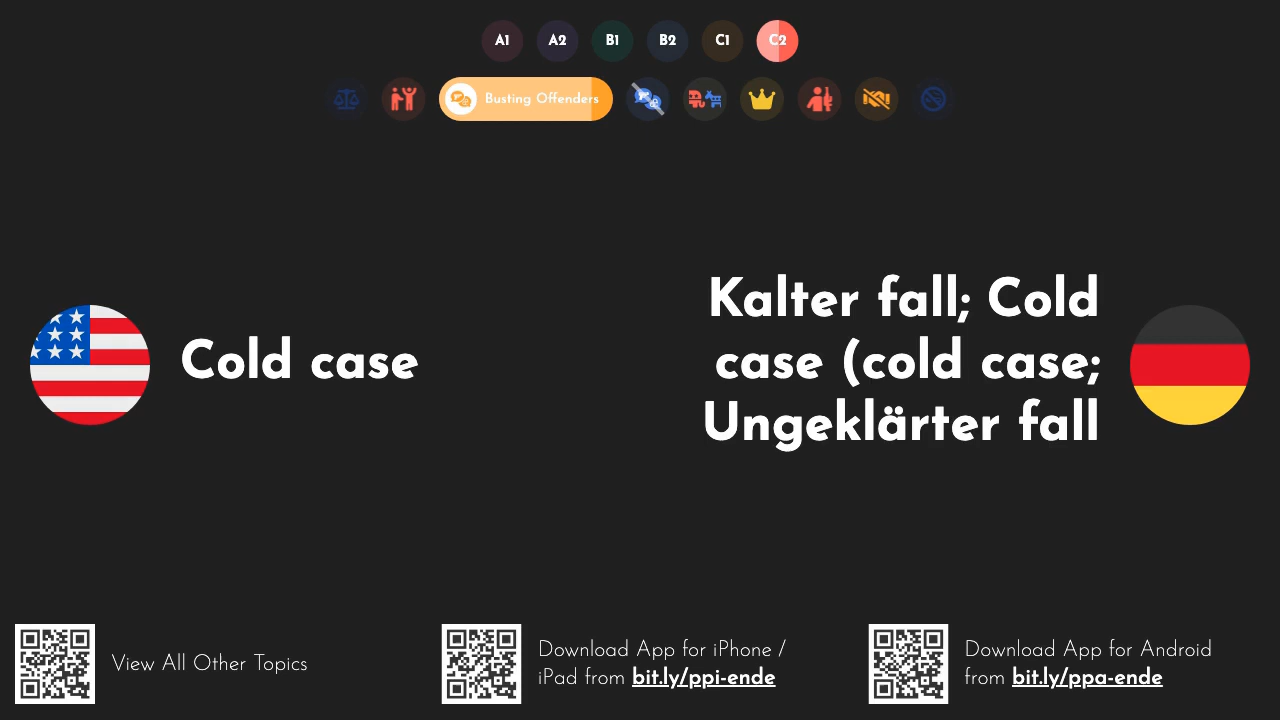 A1 A2 B1 B2 C1 C2
Busting Offenders
Cold case
Kalter fall; Cold
case (cold case;
Ungeklärter fall
View All Other Topics
Download App for iPhone /
iPad from bit.ly/ppi-ende
Download App for Android
from bit.ly/ppa-ende